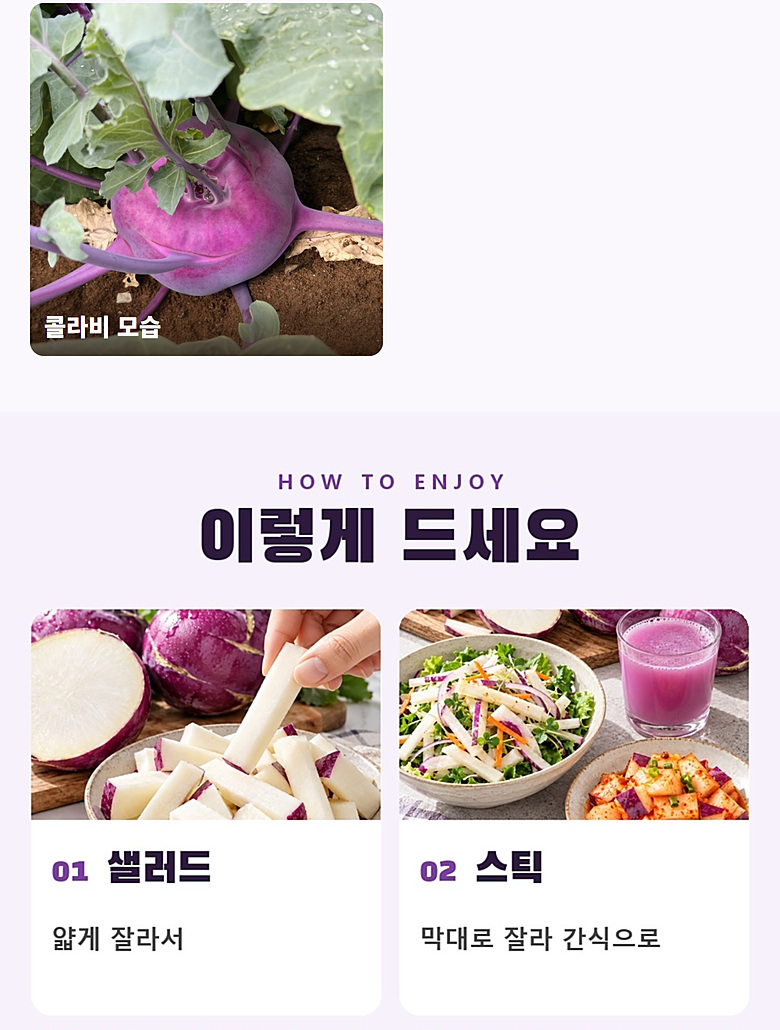 콜라비 모습
HOW TO ENJOY
이렇게 드세요
01 샐러드
얇게 잘라서
02 스틱
막대로 잘라 간식으로